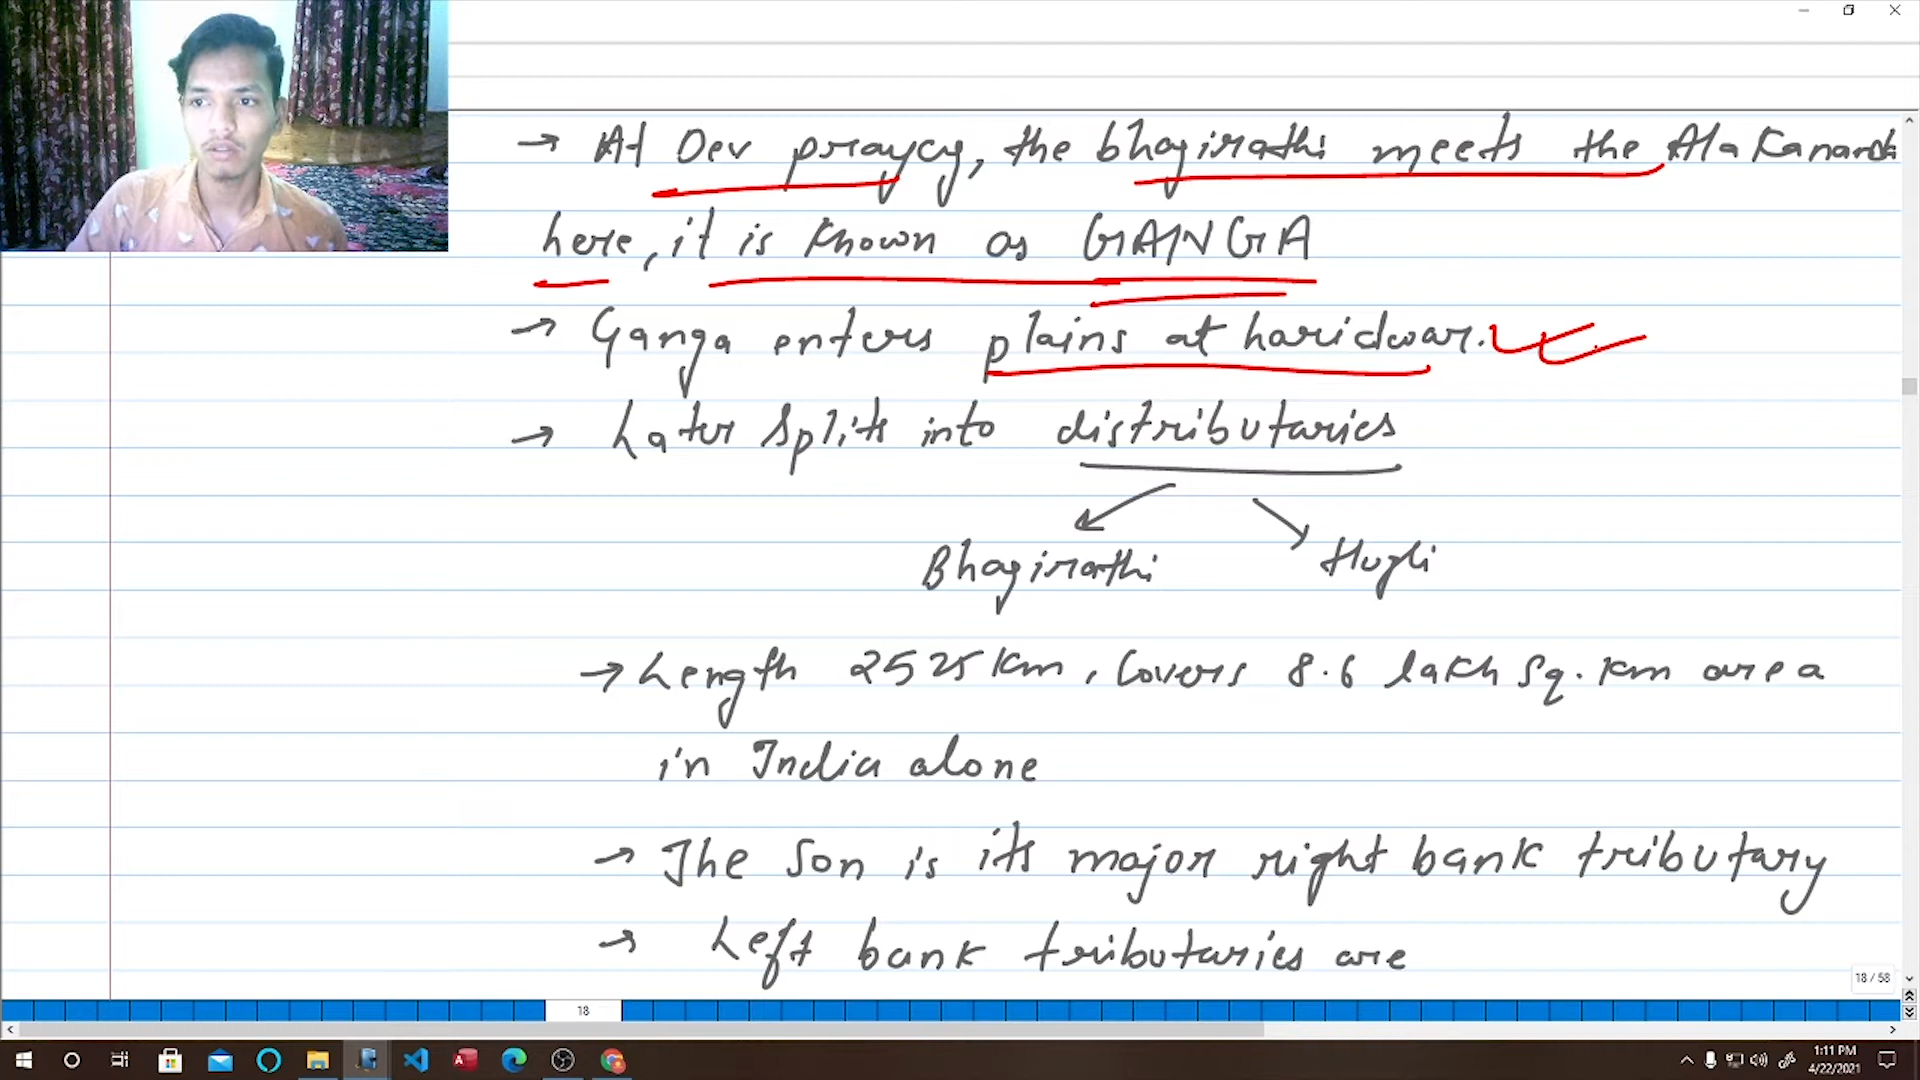 → At Dev prayag, the bhagirathi meets the Alakananda
here, it is known as GANGA
→ Ganga enters plains at haridwar.
→ Later splits into distributaries
Bhagirathi Hugli
→ Length 2525 Km, Covers 8.6 lakh Sq. Km area
in India alone
→ The Son is its major right bank tributary
→ Left bank tributaries are
18 / 58
18
1:11 PM
4/22/2021